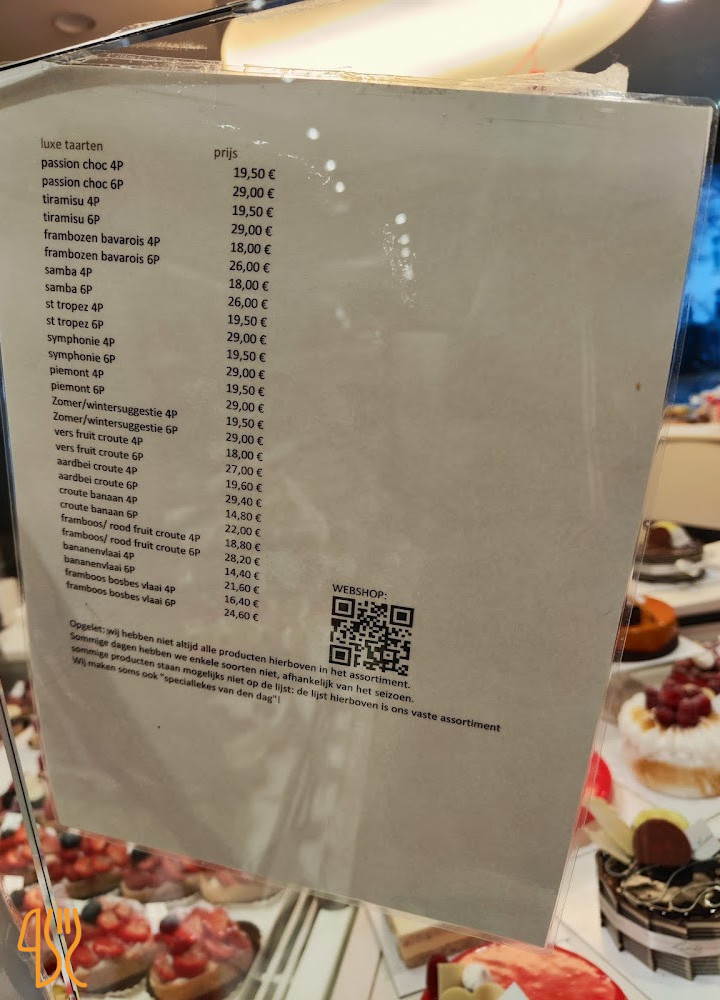 luxe taarten prijs
passion choc 4P 19,50 €
passion choc 6P 29,00 €
tiramisu 4P 19,50 €
tiramisu 6P 29,00 €
frambozen bavarois 4P 18,00 €
frambozen bavarois 6P 26,00 €
samba 4P 18,00 €
samba 6P 26,00 €
st tropez 4P 19,50 €
st tropez 6P 29,00 €
symphonie 4P 19,50 €
symphonie 6P 29,00 €
piemont 4P 19,50 €
piemont 6P 29,00 €
Zomer/wintersuggestie 4P 19,50 €
Zomer/wintersuggestie 6P 29,00 €
vers fruit croute 4P 18,00 €
vers fruit croute 6P 27,00 €
aardbei croute 4P 19,60 €
aardbei croute 6P 29,40 €
croute banaan 4P 14,80 €
croute banaan 6P 22,00 €
framboos/ rood fruit croute 4P 18,80 €
framboos/ rood fruit croute 6P 28,20 €
bananenvlaai 4P 14,40 €
bananenvlaai 6P 21,60 €
framboos bosbes vlaai 4P 16,40 €
framboos bosbes vlaai 6P 24,60 €
WEBSHOP:
Opgelet: wij hebben niet altijd alle producten hierboven in het assortiment.
Sommige dagen hebben we enkele soorten niet, afhankelijk van het seizoen.
sommige producten staan mogelijks niet op de lijst: de lijst hierboven is ons vaste assortiment
Wij maken soms ook "speciallekes van den dag"|